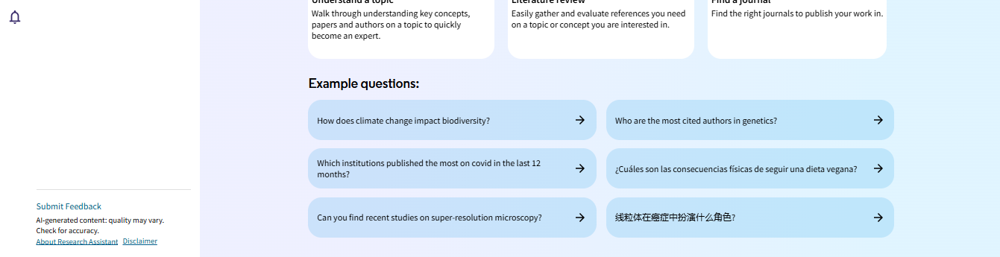 Understand a topic
Literature review
Find a journal
Walk through understanding key concepts,
papers and authors on a topic to quickly
become an expert.
Easily gather and evaluate references you need
on a topic or concept you are interested in.
Find the right journals to publish your work in.
Example questions:
How does climate change impact biodiversity?
Who are the most cited authors in genetics?
Which institutions published the most on covid in the last 12
months?
¿Cuáles son las consecuencias físicas de seguir una dieta vegana?
Can you find recent studies on super-resolution microscopy?
线粒体在癌症中扮演什么角色?
Submit Feedback
AI-generated content: quality may vary.
Check for accuracy.
About Research Assistant Disclaimer